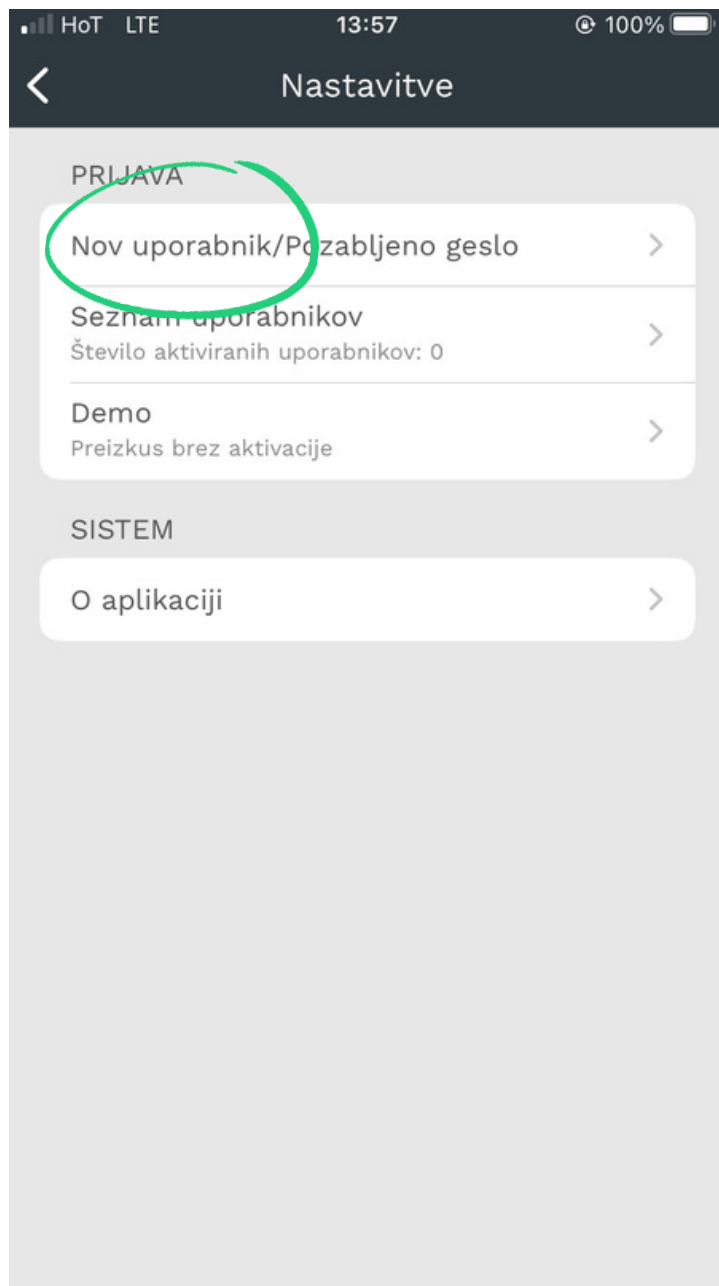 HoT LTE 13:57 100%
Nastavitve
PRIJAVA
Nov uporabnik/Pozabljeno geslo
Seznam uporabnikov
Število aktiviranih uporabnikov: 0
Demo
Preizkus brez aktivacije
SISTEM
O aplikaciji